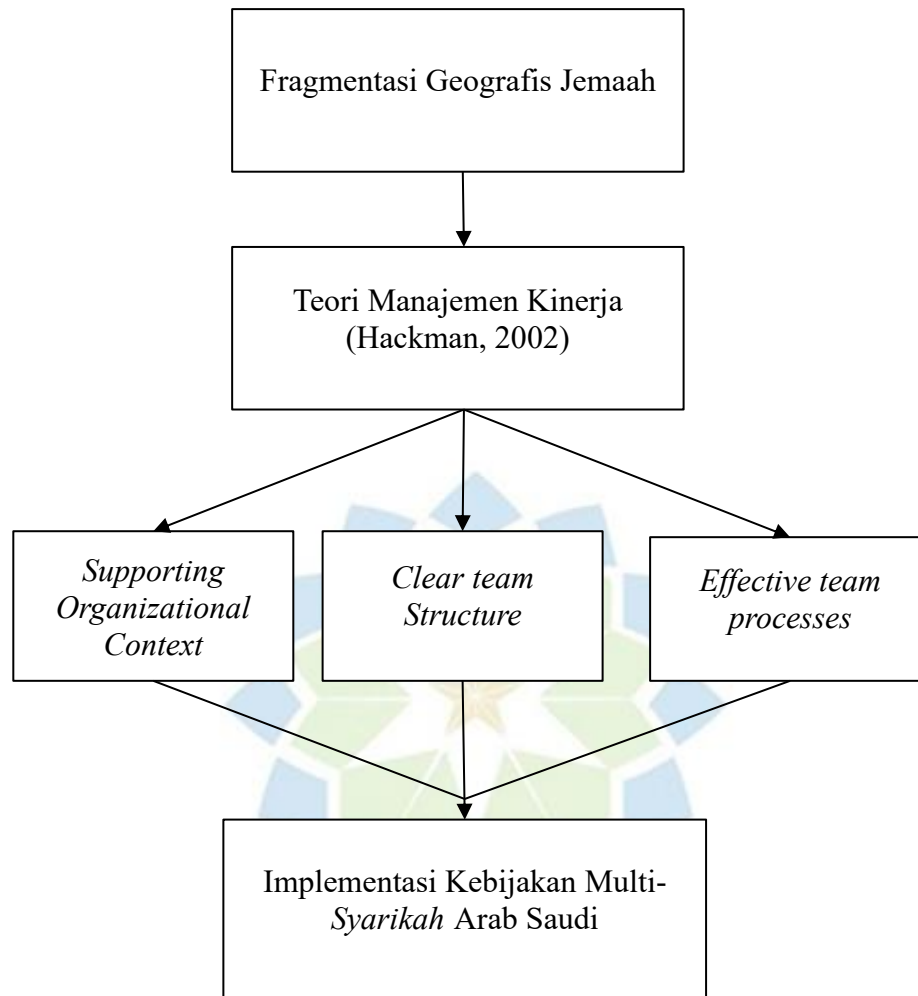 Fragmentasi Geografis Jemaah
Teori Manajemen Kinerja
(Hackman, 2002)
Supporting
Organizational
Context
Clear team
Structure
Effective team
processes
Implementasi Kebijakan Multi-
Syarikah Arab Saudi